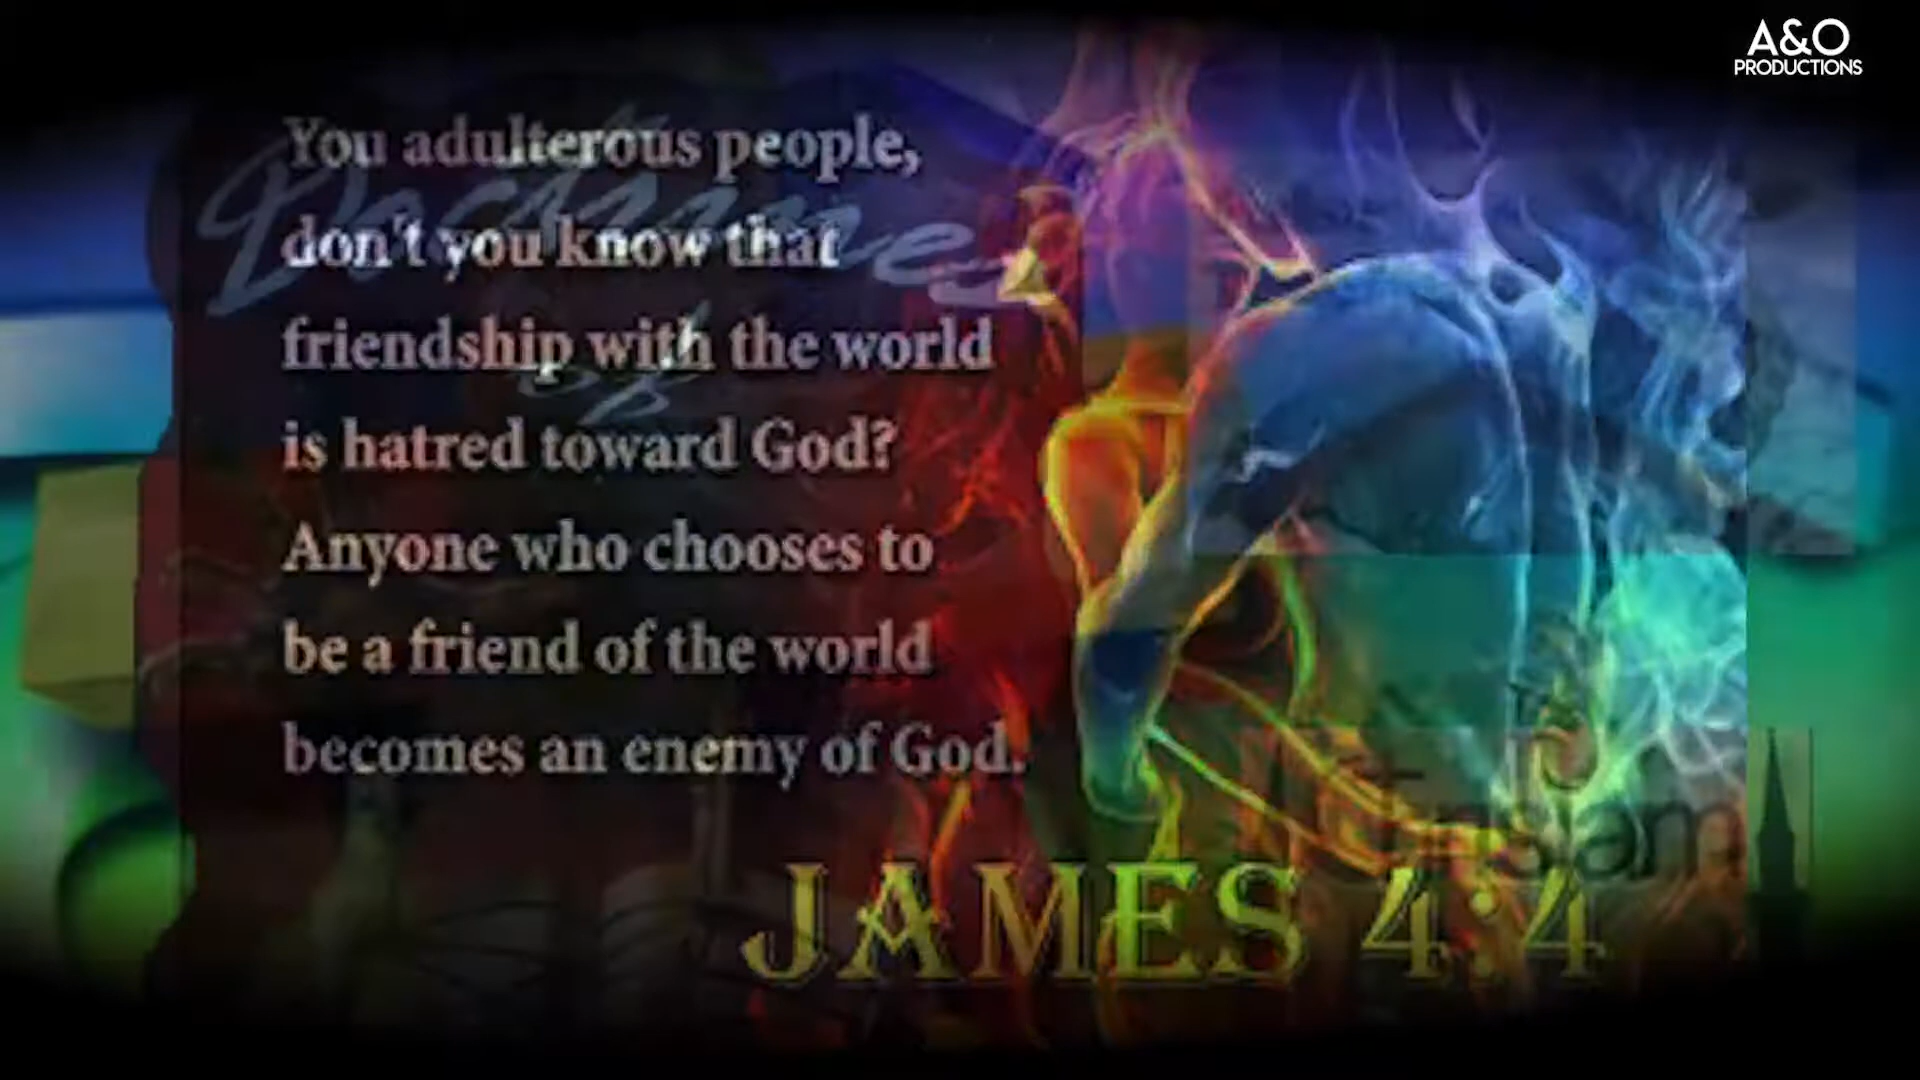 A&O
PRODUCTIONS
You adulterous people,
don't you know that
friendship with the world
is hatred toward God?
Anyone who chooses to
be a friend of the world
becomes an enemy of God.
JAMES 4:4